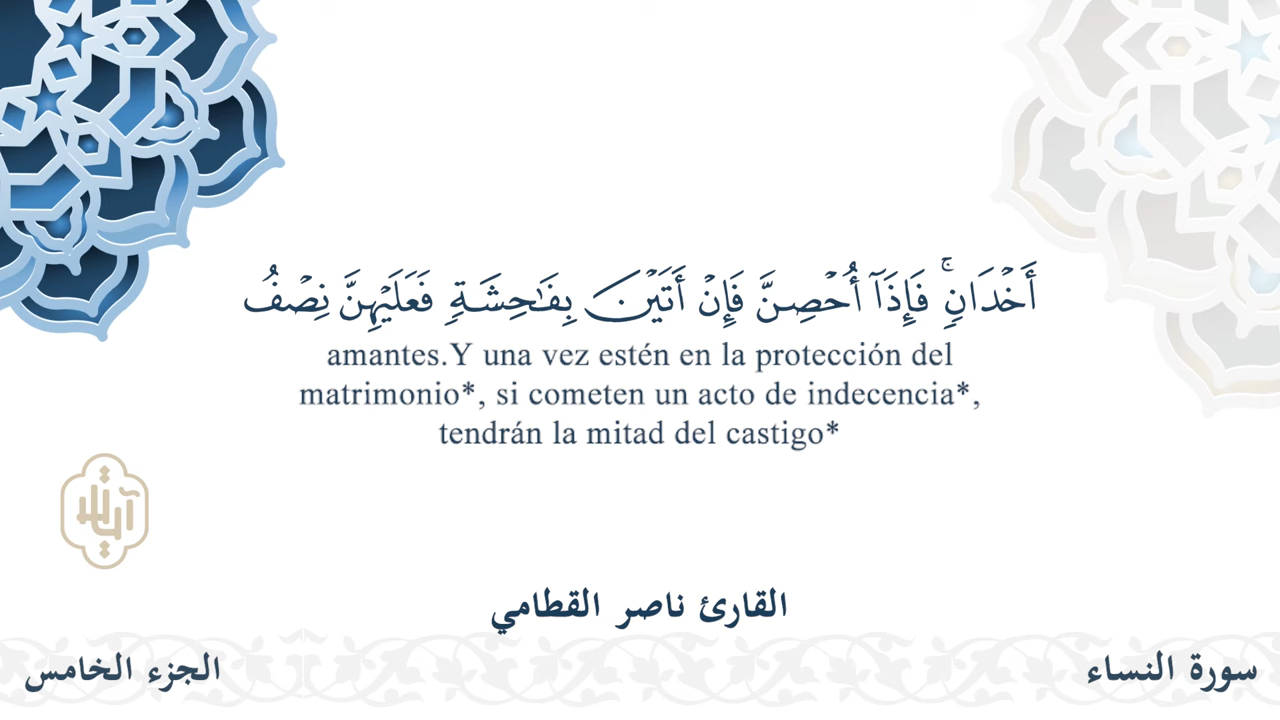 أَخْدَانٍۚ فَإِذَآ أُحْصِنَّ فَإِنْ أَتَيْنَ بِفَـٰحِشَةٍ فَعَلَيْهِنَّ نِصْفُ
amantes.Y una vez estén en la protección del
matrimonio*, si cometen un acto de indecencia*,
tendrán la mitad del castigo*
القارئ ناصر القطامي
سورة النساء
الجزء الخامس